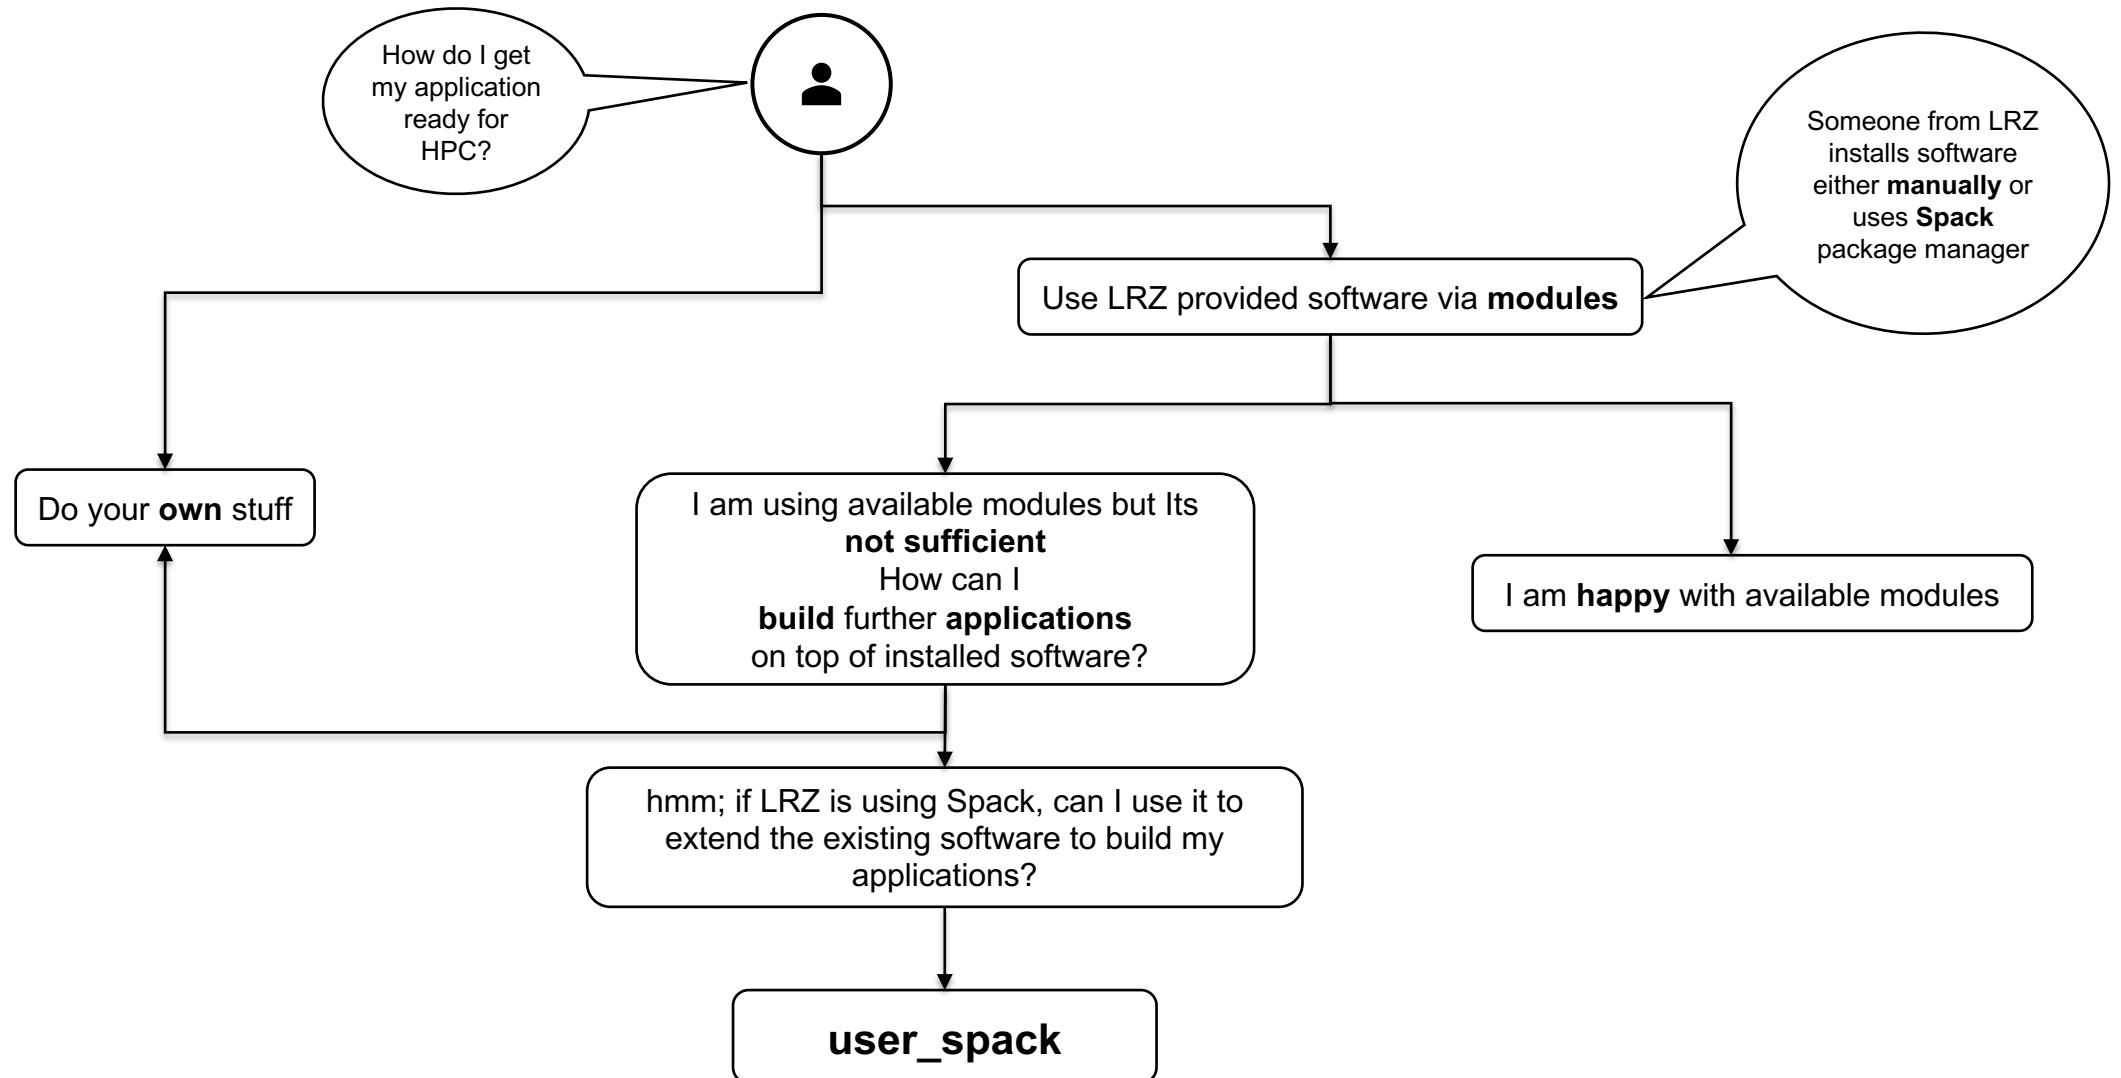 How do I get
my application
ready for
HPC?
Someone from LRZ
installs software
either manually or
uses Spack
package manager
Use LRZ provided software via modules
Do your own stuff
I am using available modules but Its
not sufficient
How can I
build further applications
on top of installed software?
I am happy with available modules
hmm; if LRZ is using Spack, can I use it to
extend the existing software to build my
applications?
user_spack